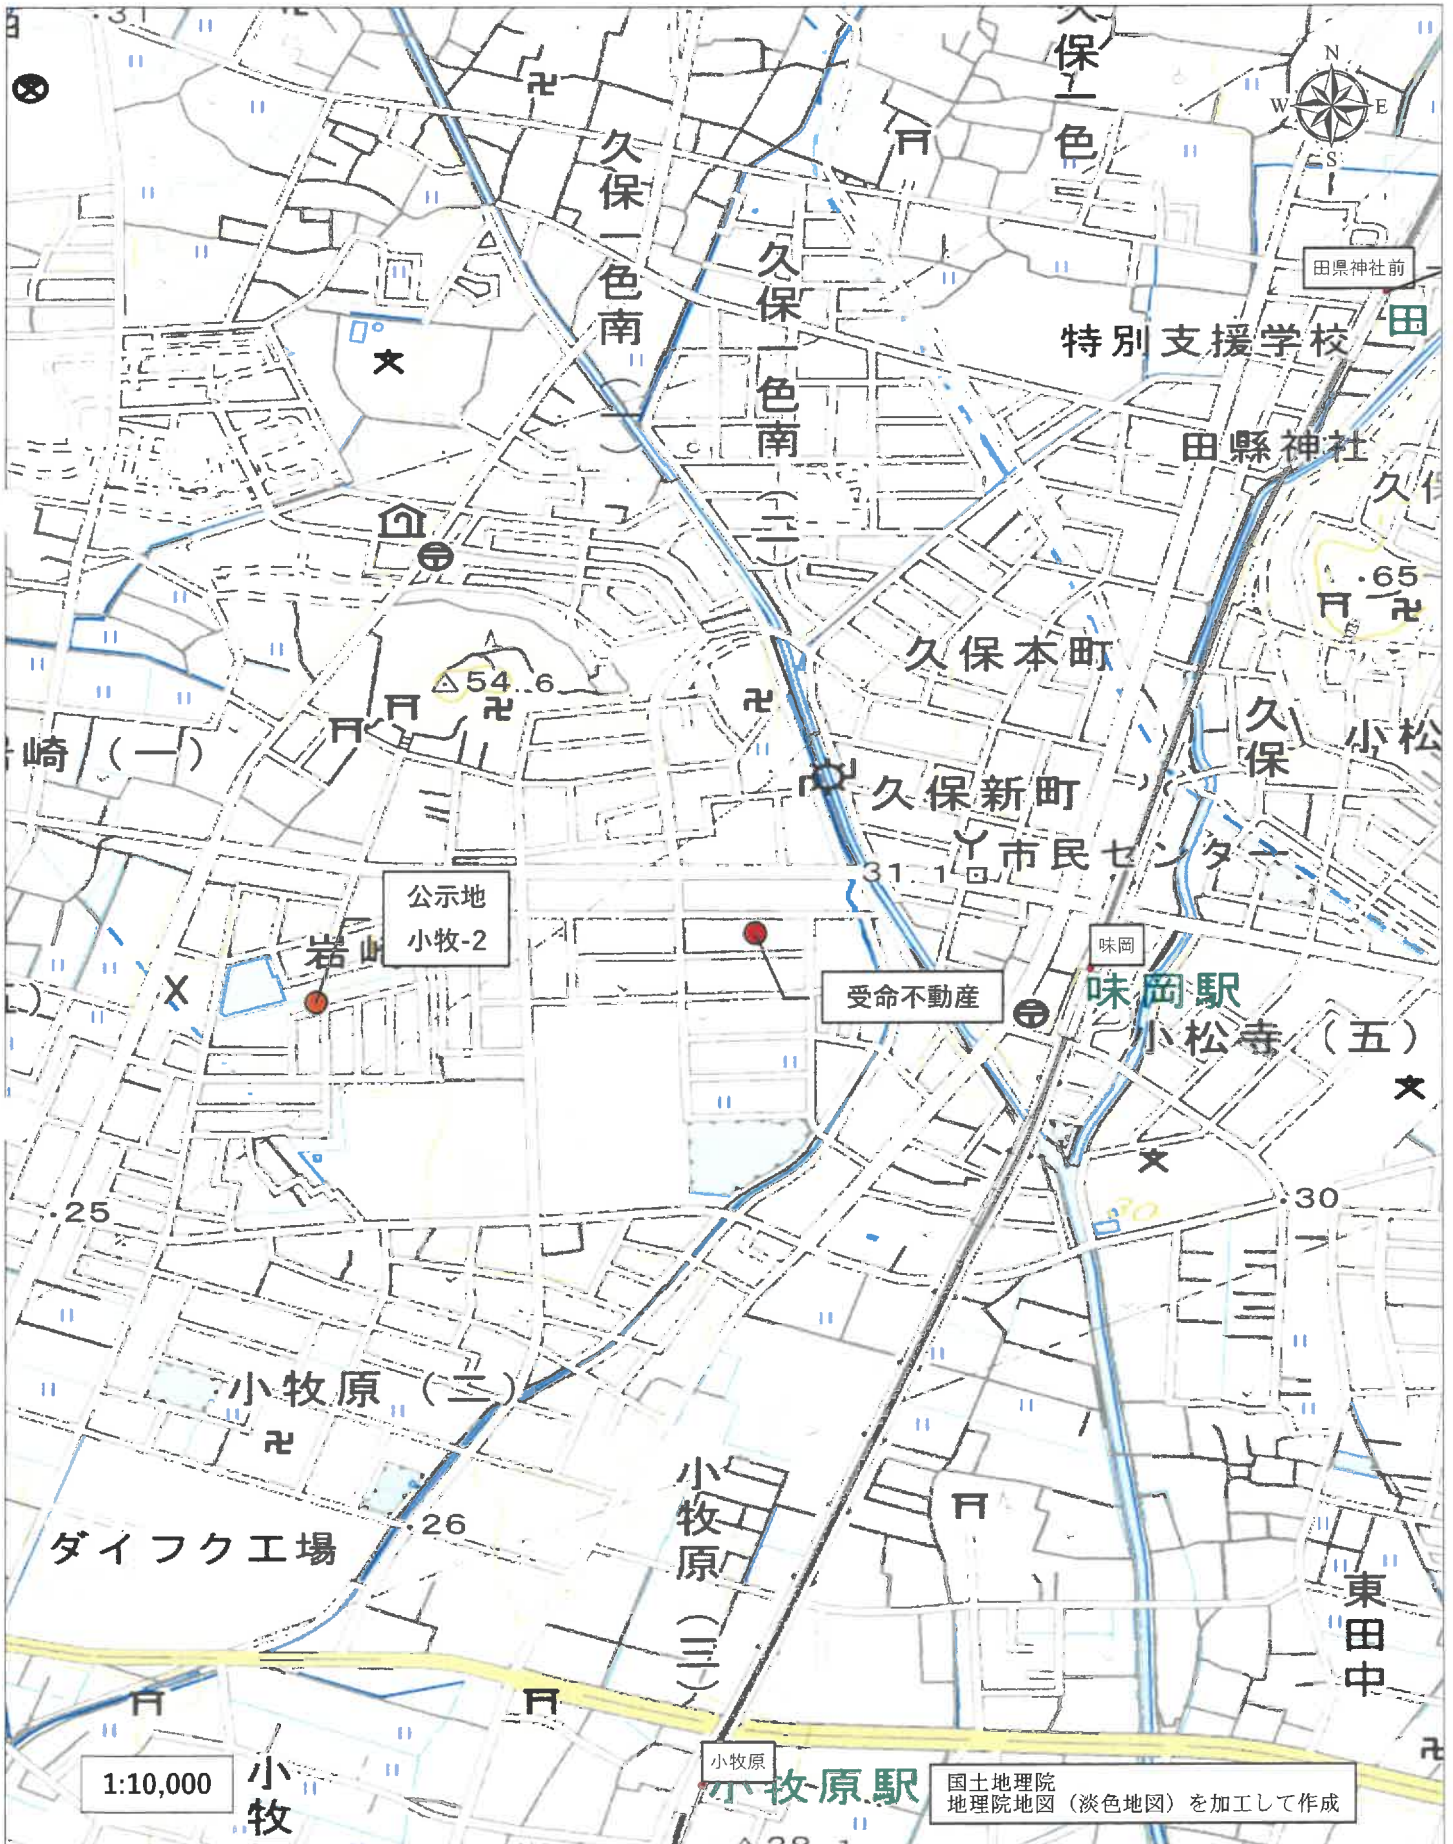 31
久保一色
N
W
E
S
久保一色南（一）
久保一色南（二）
田県神社前
田
特別支援学校
田縣神社
65
久保本町
54.6
久保
小松
崎（一）
久保新町
市民センター
31.1
公示地
小牧-2
味岡
受命不動産
味岡駅
小松寺（五）
25
30
30
小牧原（二）
小牧原（三）
26
ダイフク工場
東田中
小牧原
小牧原駅
1:10,000
小牧
国土地理院
地理院地図（淡色地図）を加工して作成